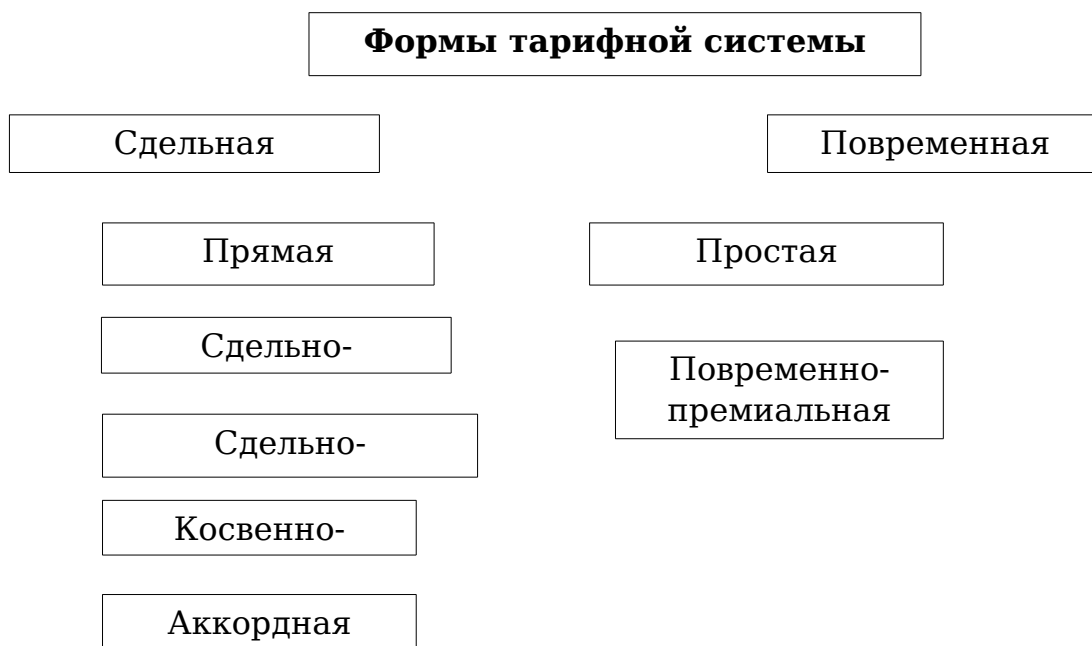 Формы тарифной системы
Сдельная
Повременная
Прямая
Простая
Сдельно-
Повременно-
премиальная
Сдельно-
Косвенно-
Аккордная